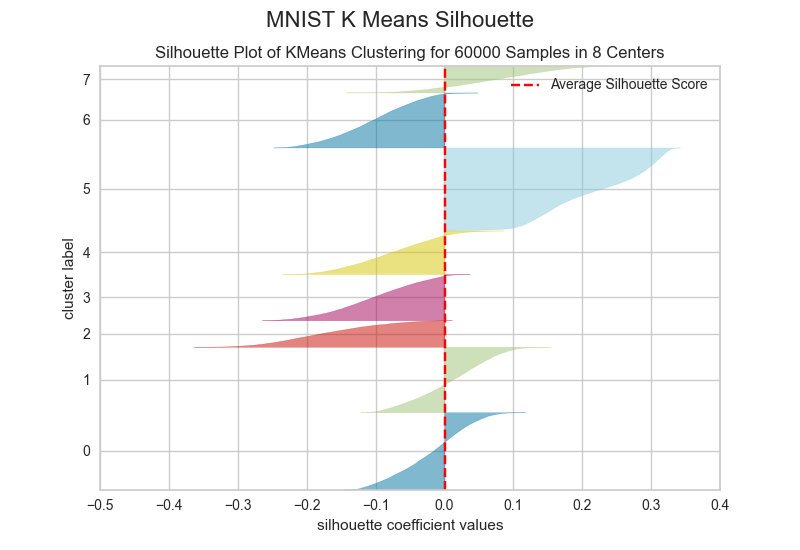 MNIST K Means Silhouette
Silhouette Plot of KMeans Clustering for 60000 Samples in 8 Centers
Average Silhouette Score
7
6
5
4
3
2
1
0
cluster label
−0.5 −0.4 −0.3 −0.2 −0.1 0.0 0.1 0.2 0.3 0.4
silhouette coefficient values